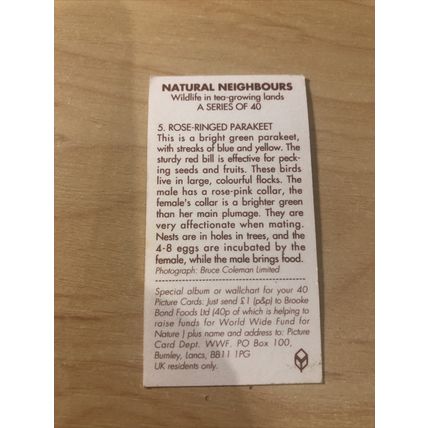 NATURAL NEIGHBOURS
Wildlife in tea-growing lands
A SERIES OF 40
5. ROSE-RINGED PARAKEET
This is a bright green parakeet,
with streaks of blue and yellow. The
sturdy red bill is effective for peck-
ing seeds and fruits. These birds
live in large, colourful flocks. The
male has a rose-pink collar, the
female's collar is a brighter green
than her main plumage. They are
very affectionate when mating.
Nests are in holes in trees, and the
4-8 eggs are incubated by the
female, while the male brings food.
Photograph: Bruce Coleman Limited
Special album or wallchart for your 40
Picture Cards: Just send £1 (p&p) to Brooke
Bond Foods Ltd (40p of which is helping to
raise funds for World Wide Fund for
Nature ) plus name and address to: Picture
Card Dept. WWF. PO Box 100,
Burnley, Lancs, BB11 1PG
UK residents only.